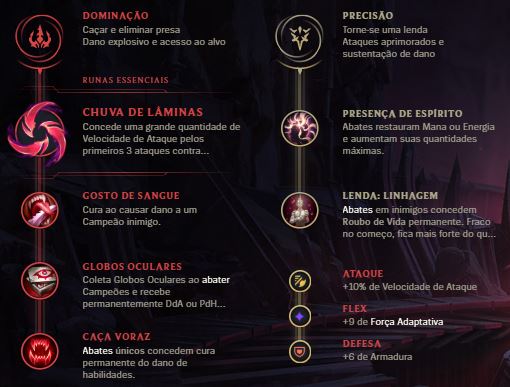 DOMINAÇÃO
Caçar e eliminar presa
Dano explosivo e acesso ao alvo
RUNAS ESSENCIAIS
CHUVA DE LÂMINAS
Concede uma grande quantidade de
Velocidade de Ataque pelos
primeiros 3 ataques contra...
GOSTO DE SANGUE
Cura ao causar dano a um
Campeão inimigo.
GLOBOS OCULARES
Coleta Globos Oculares ao abater
Campeões e recebe
permanentemente DdA ou PdH...
CAÇA VORAZ
Abates únicos concedem cura
permanente do dano de
habilidades.
PRECISÃO
Torne-se uma lenda
Ataques aprimorados e
sustentação de dano
PRESENÇA DE ESPÍRITO
Abates restauram Mana ou Energia
e aumentam suas quantidades
máximas.
LENDA: LINHAGEM
Abates em inimigos concedem
Roubo de Vida permanente. Fraco
no começo, fica mais forte do qu...
ATAQUE
+10% de Velocidade de Ataque
FLEX
+9 de Força Adaptativa
DEFESA
+6 de Armadura